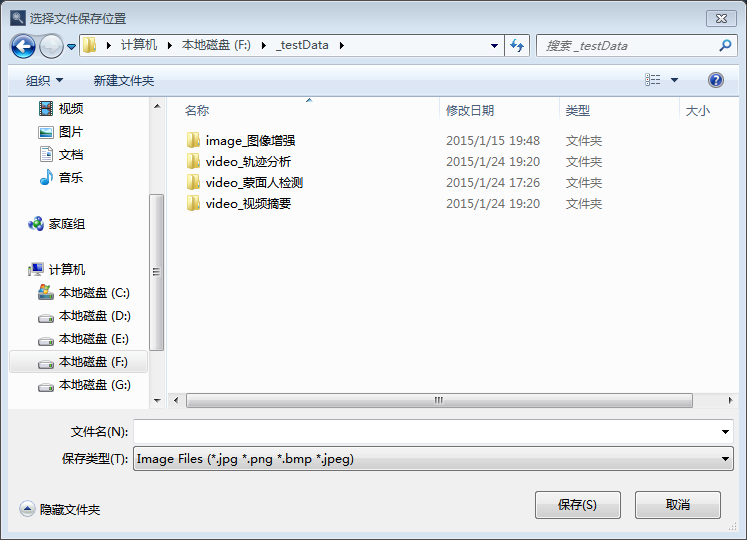 选择文件保存位置
计算机 本地磁盘 (F:) _testData 搜索 _testData
组织 新建文件夹
名称 修改日期 类型 大小
视频
图片
文档
音乐
家庭组
计算机
本地磁盘 (C:)
本地磁盘 (D:)
本地磁盘 (E:)
本地磁盘 (F:)
本地磁盘 (G:)
image_图像增强 2015/1/15 19:48 文件夹
video_轨迹分析 2015/1/24 19:20 文件夹
video_蒙面人检测 2015/1/24 17:26 文件夹
video_视频摘要 2015/1/24 19:20 文件夹
文件名(N):
保存类型(T): Image Files (*.jpg *.png *.bmp *.jpeg)
隐藏文件夹 保存(S) 取消